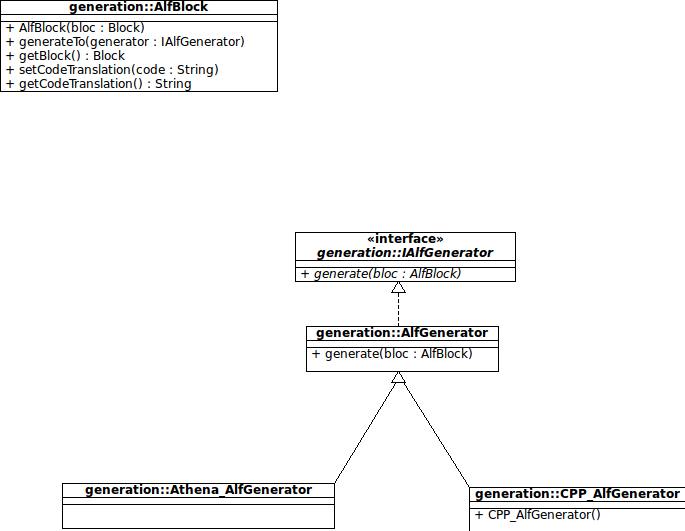 generation::AlfBlock
+ AlfBlock(bloc : Block)
+ generateTo(generator : IAlfGenerator)
+ getBlock() : Block
+ setCodeTranslation(code : String)
+ getCodeTranslation() : String
«interface»
generation::IAlfGenerator
+ generate(bloc : AlfBlock)
generation::AlfGenerator
+ generate(bloc : AlfBlock)
generation::Athena_AlfGenerator
generation::CPP_AlfGenerator
+ CPP_AlfGenerator()